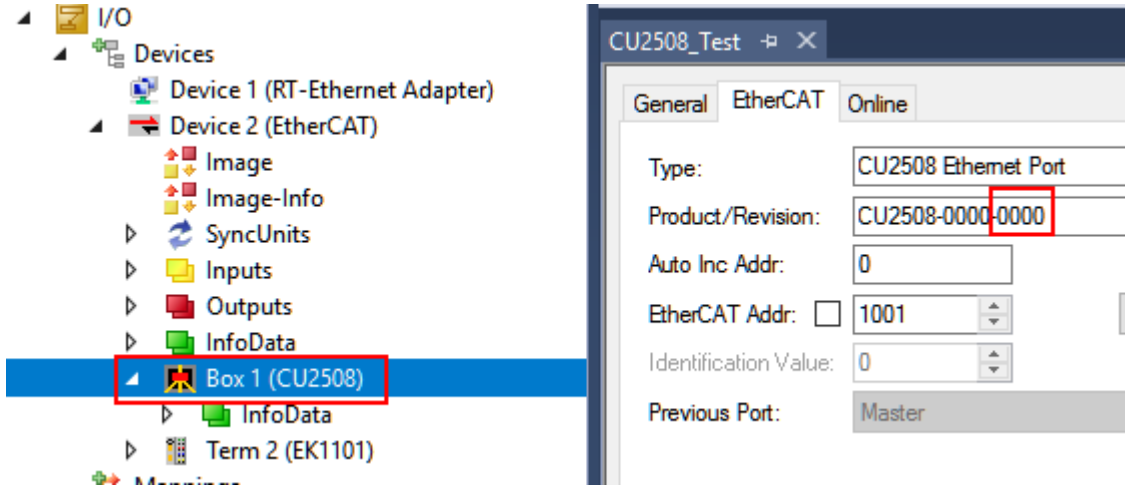 I/O
Devices
Device 1 (RT-Ethernet Adapter)
Device 2 (EtherCAT)
Image
Image-Info
SyncUnits
Inputs
Outputs
InfoData
Box 1 (CU2508)
InfoData
Term 2 (EK1101)
Mappings
CU2508_Test
General EtherCAT Online
Type: CU2508 Ethernet Port
Product/Revision: CU2508-0000-0000
Auto Inc Addr: 0
EtherCAT Addr: 1001
Identification Value: 0
Previous Port: Master